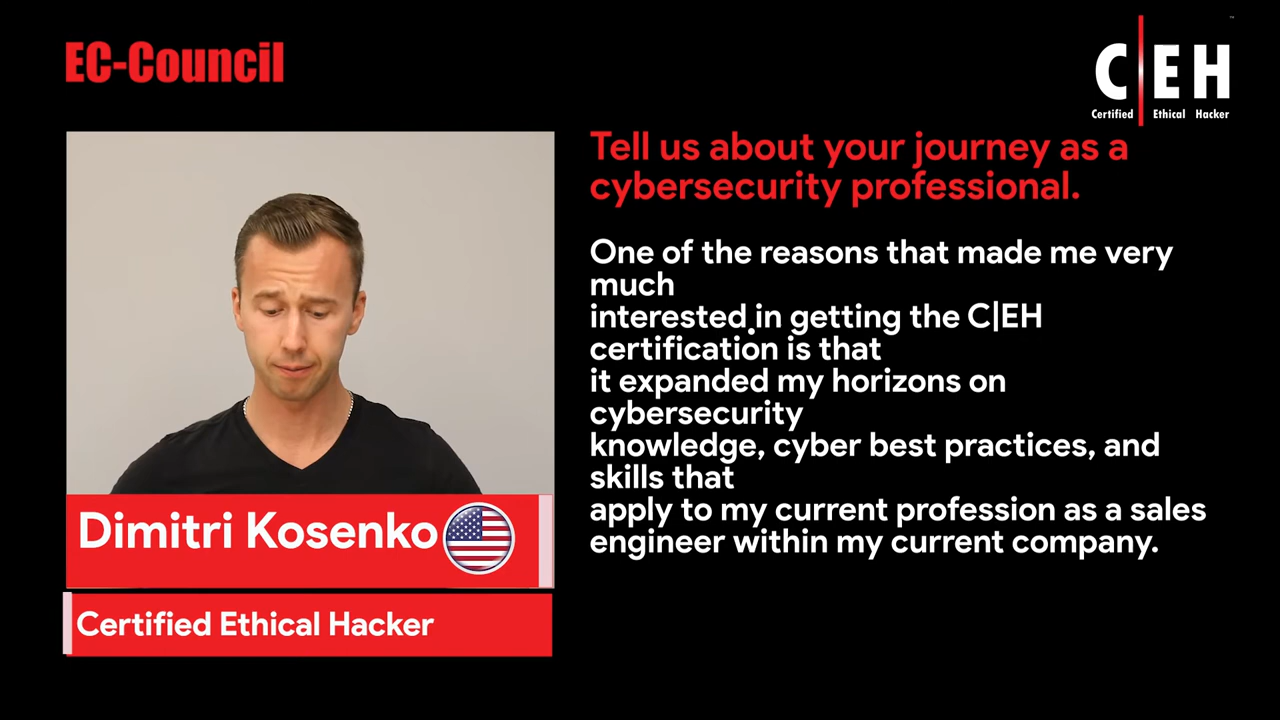 EC-Council
C|EH
™
Certified Ethical Hacker
Tell us about your journey as a
cybersecurity professional.
One of the reasons that made me very
much
interested in getting the C|EH
certification is that
it expanded my horizons on
cybersecurity
knowledge, cyber best practices, and
skills that
apply to my current profession as a sales
engineer within my current company.
Dimitri Kosenko
Certified Ethical Hacker